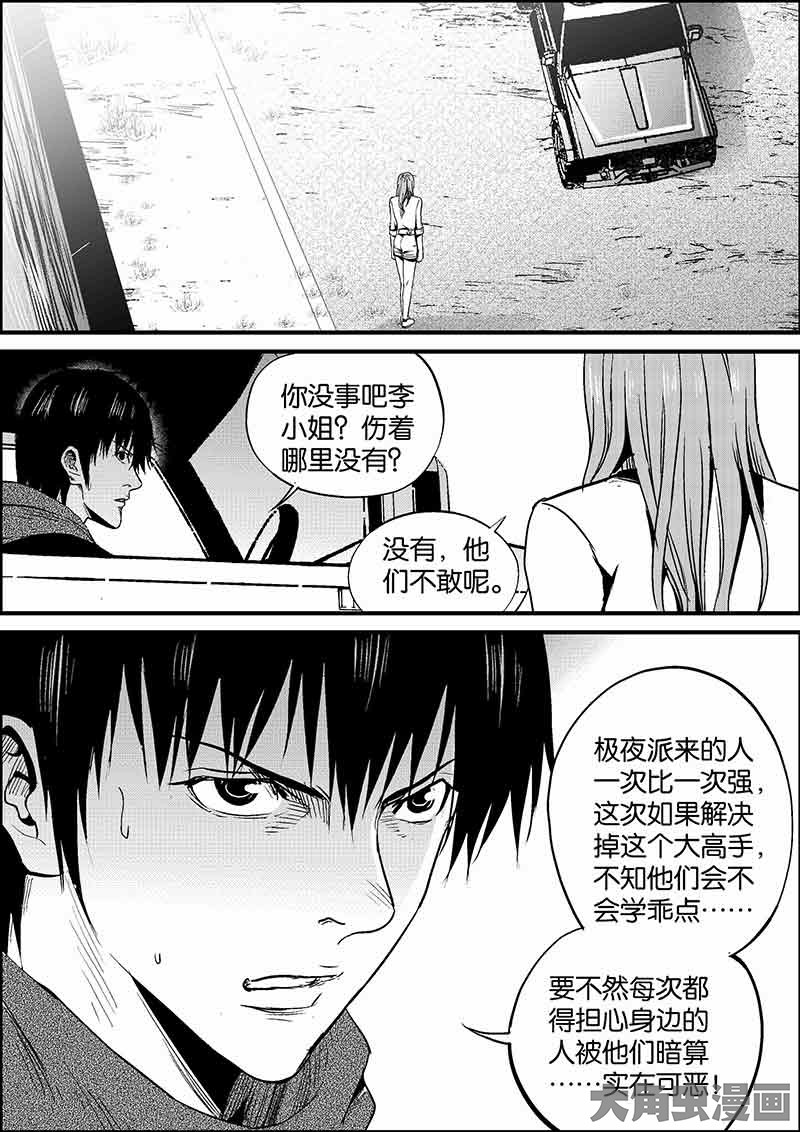 你没事吧李
小姐？伤着
哪里没有？
没有，他
们不敢呢。
极夜派来的人
一次比一次强，
这次如果解决
掉这个大高手，
不知他们会不
会学乖点……
要不然每次都
得担心身边的
人被他们暗算
……实在可恶！
大角虫漫画